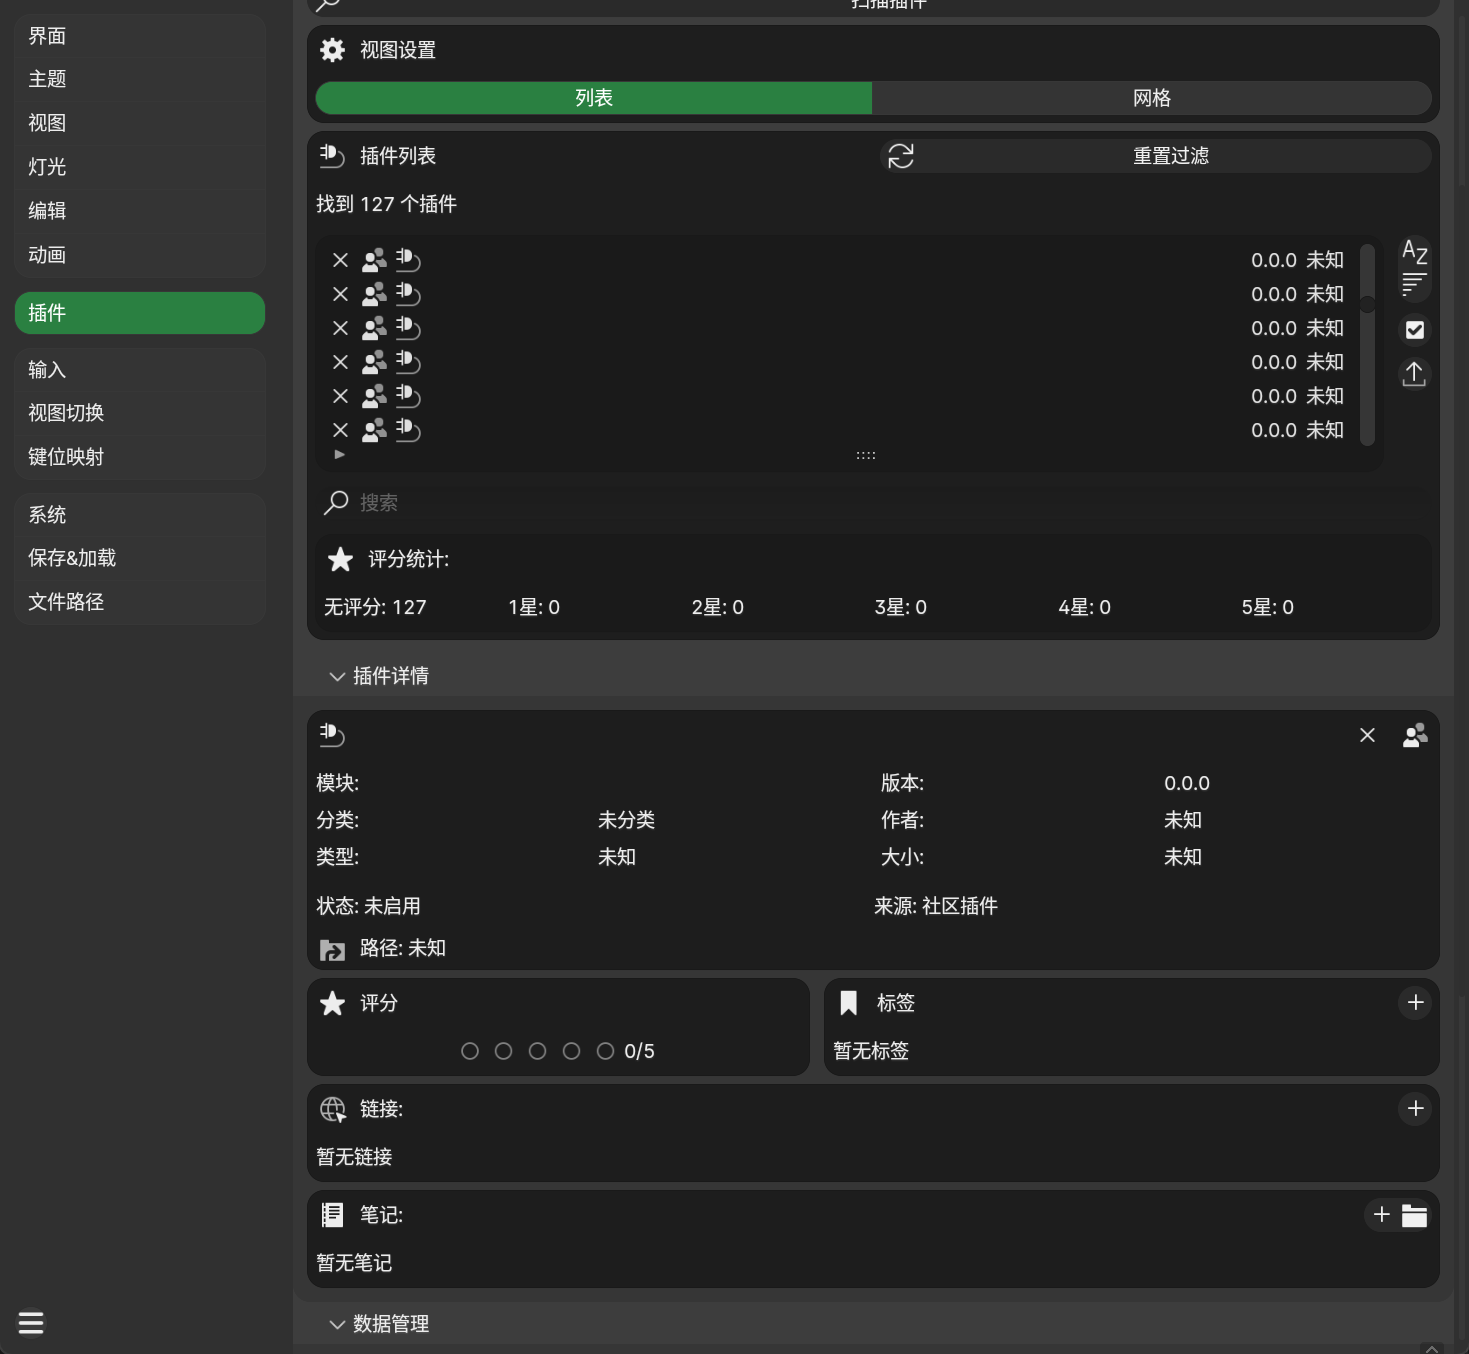 界面
主题
视图
灯光
编辑
动画
插件
输入
视图切换
键位映射
系统
保存&加载
文件路径
扫描插件
视图设置
列表
网格
插件列表
重置过滤
找到 127 个插件
0.0.0 未知
0.0.0 未知
0.0.0 未知
0.0.0 未知
0.0.0 未知
0.0.0 未知
AZ
搜索
评分统计:
无评分: 127
1星: 0
2星: 0
3星: 0
4星: 0
5星: 0
插件详情
模块:
版本:
0.0.0
分类:
未分类
作者:
未知
类型:
未知
大小:
未知
状态: 未启用
来源: 社区插件
路径: 未知
评分
0/5
标签
暂无标签
链接:
暂无链接
笔记:
暂无笔记
数据管理